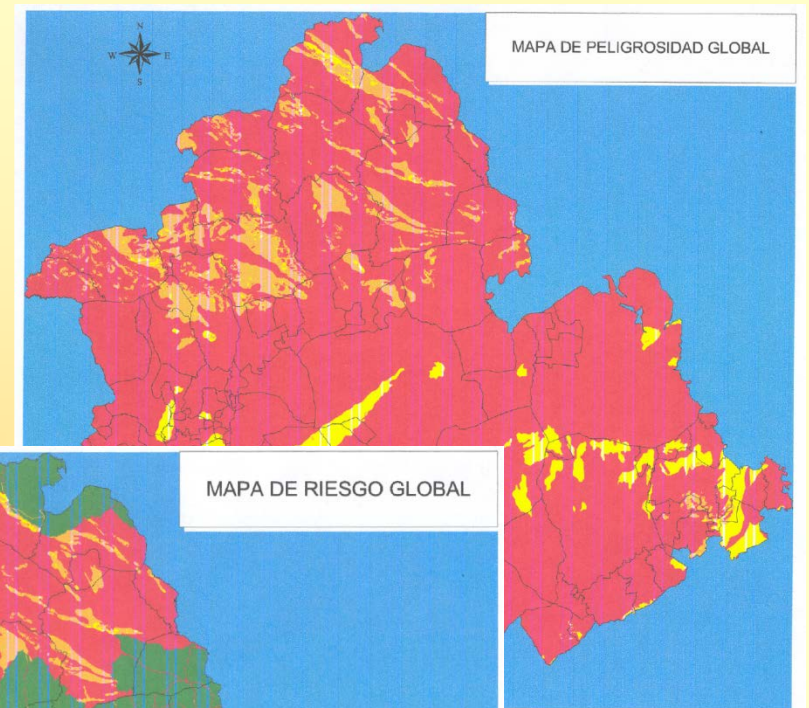 MAPA DE PELIGROSIDAD GLOBAL
N
W E
S
MAPA DE RIESGO GLOBAL